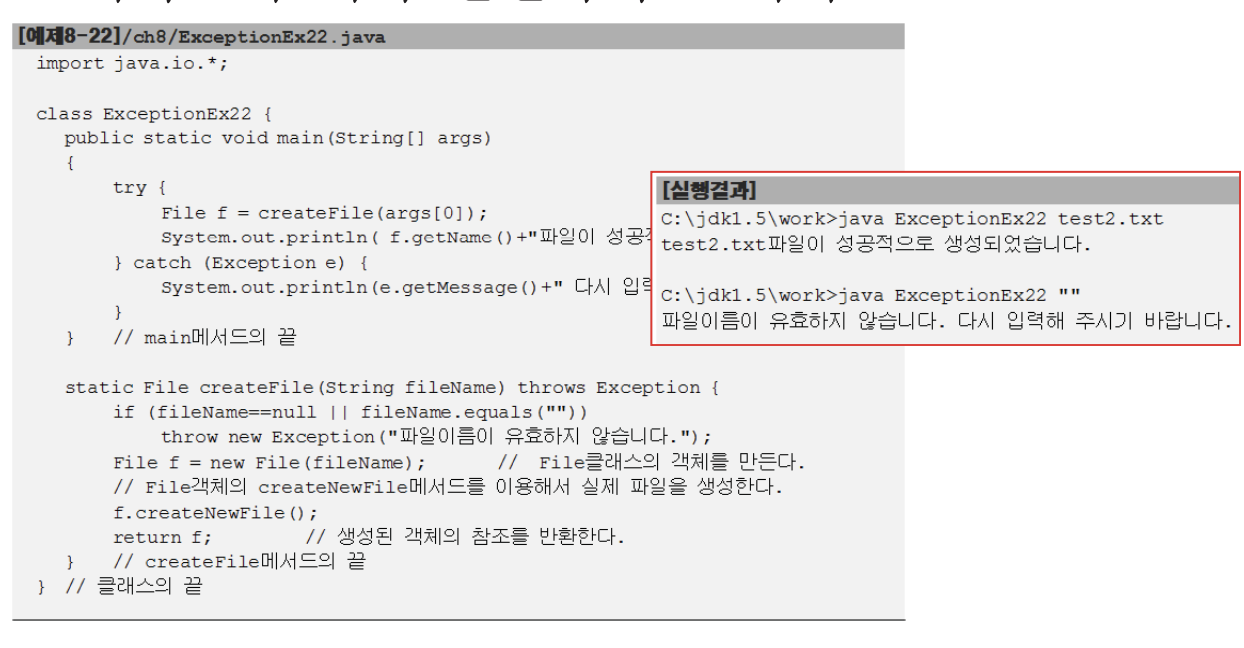 [예제8-22]/ch8/ExceptionEx22.java
import java.io.*;
class ExceptionEx22 {
public static void main(String[] args)
{
try {
File f = createFile(args[0]);
System.out.println( f.getName()+"파일이 성공
} catch (Exception e) {
System.out.println(e.getMessage()+" 다시 입력
}
} // main메서드의 끝
static File createFile(String fileName) throws Exception {
if (fileName==null || fileName.equals(""))
throw new Exception("파일이름이 유효하지 않습니다.");
File f = new File(fileName); // File클래스의 객체를 만든다.
// File객체의 createNewFile메서드를 이용해서 실제 파일을 생성한다.
f.createNewFile();
return f; // 생성된 객체의 참조를 반환한다.
} // createFile메서드의 끝
} // 클래스의 끝
[실행결과]
C:\jdk1.5\work>java ExceptionEx22 test2.txt
test2.txt파일이 성공적으로 생성되었습니다.
C:\jdk1.5\work>java ExceptionEx22 ""
파일이름이 유효하지 않습니다. 다시 입력해 주시기 바랍니다.